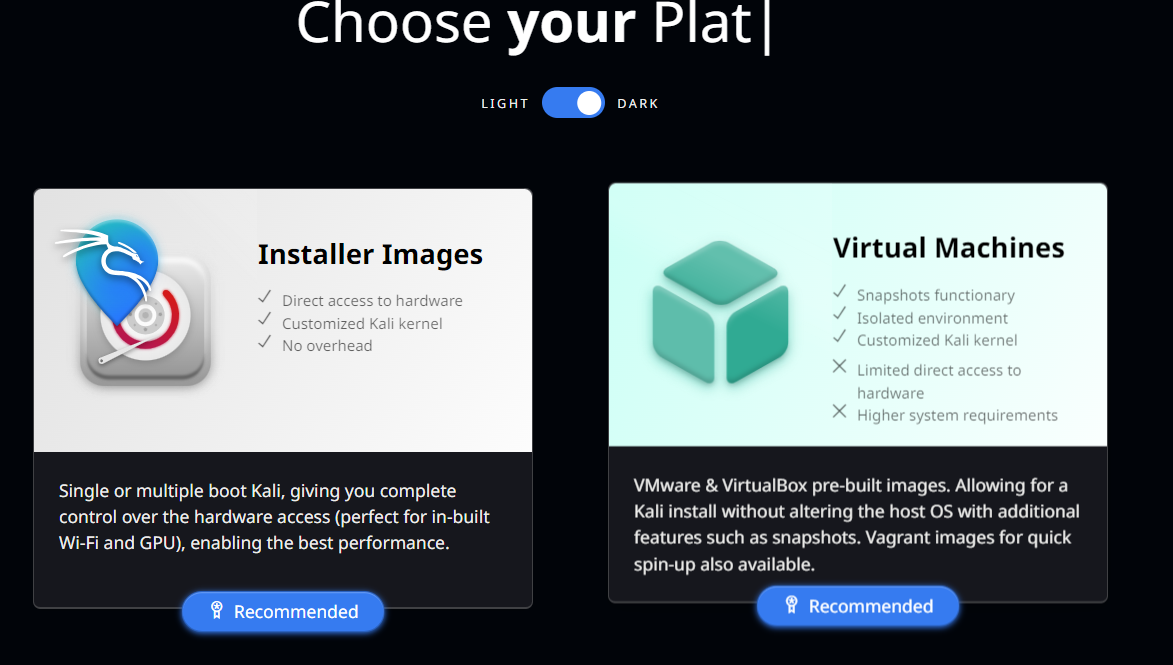 Choose your Plat
LIGHT
DARK
Installer Images
Direct access to hardware
Customized Kali kernel
No overhead
Single or multiple boot Kali, giving you complete
control over the hardware access (perfect for in-built
Wi-Fi and GPU), enabling the best performance.
Recommended
Virtual Machines
Snapshots functionary
Isolated environment
Customized Kali kernel
Limited direct access to
hardware
Higher system requirements
VMware & VirtualBox pre-built images. Allowing for a
Kali install without altering the host OS with additional
features such as snapshots. Vagrant images for quick
spin-up also available.
Recommended